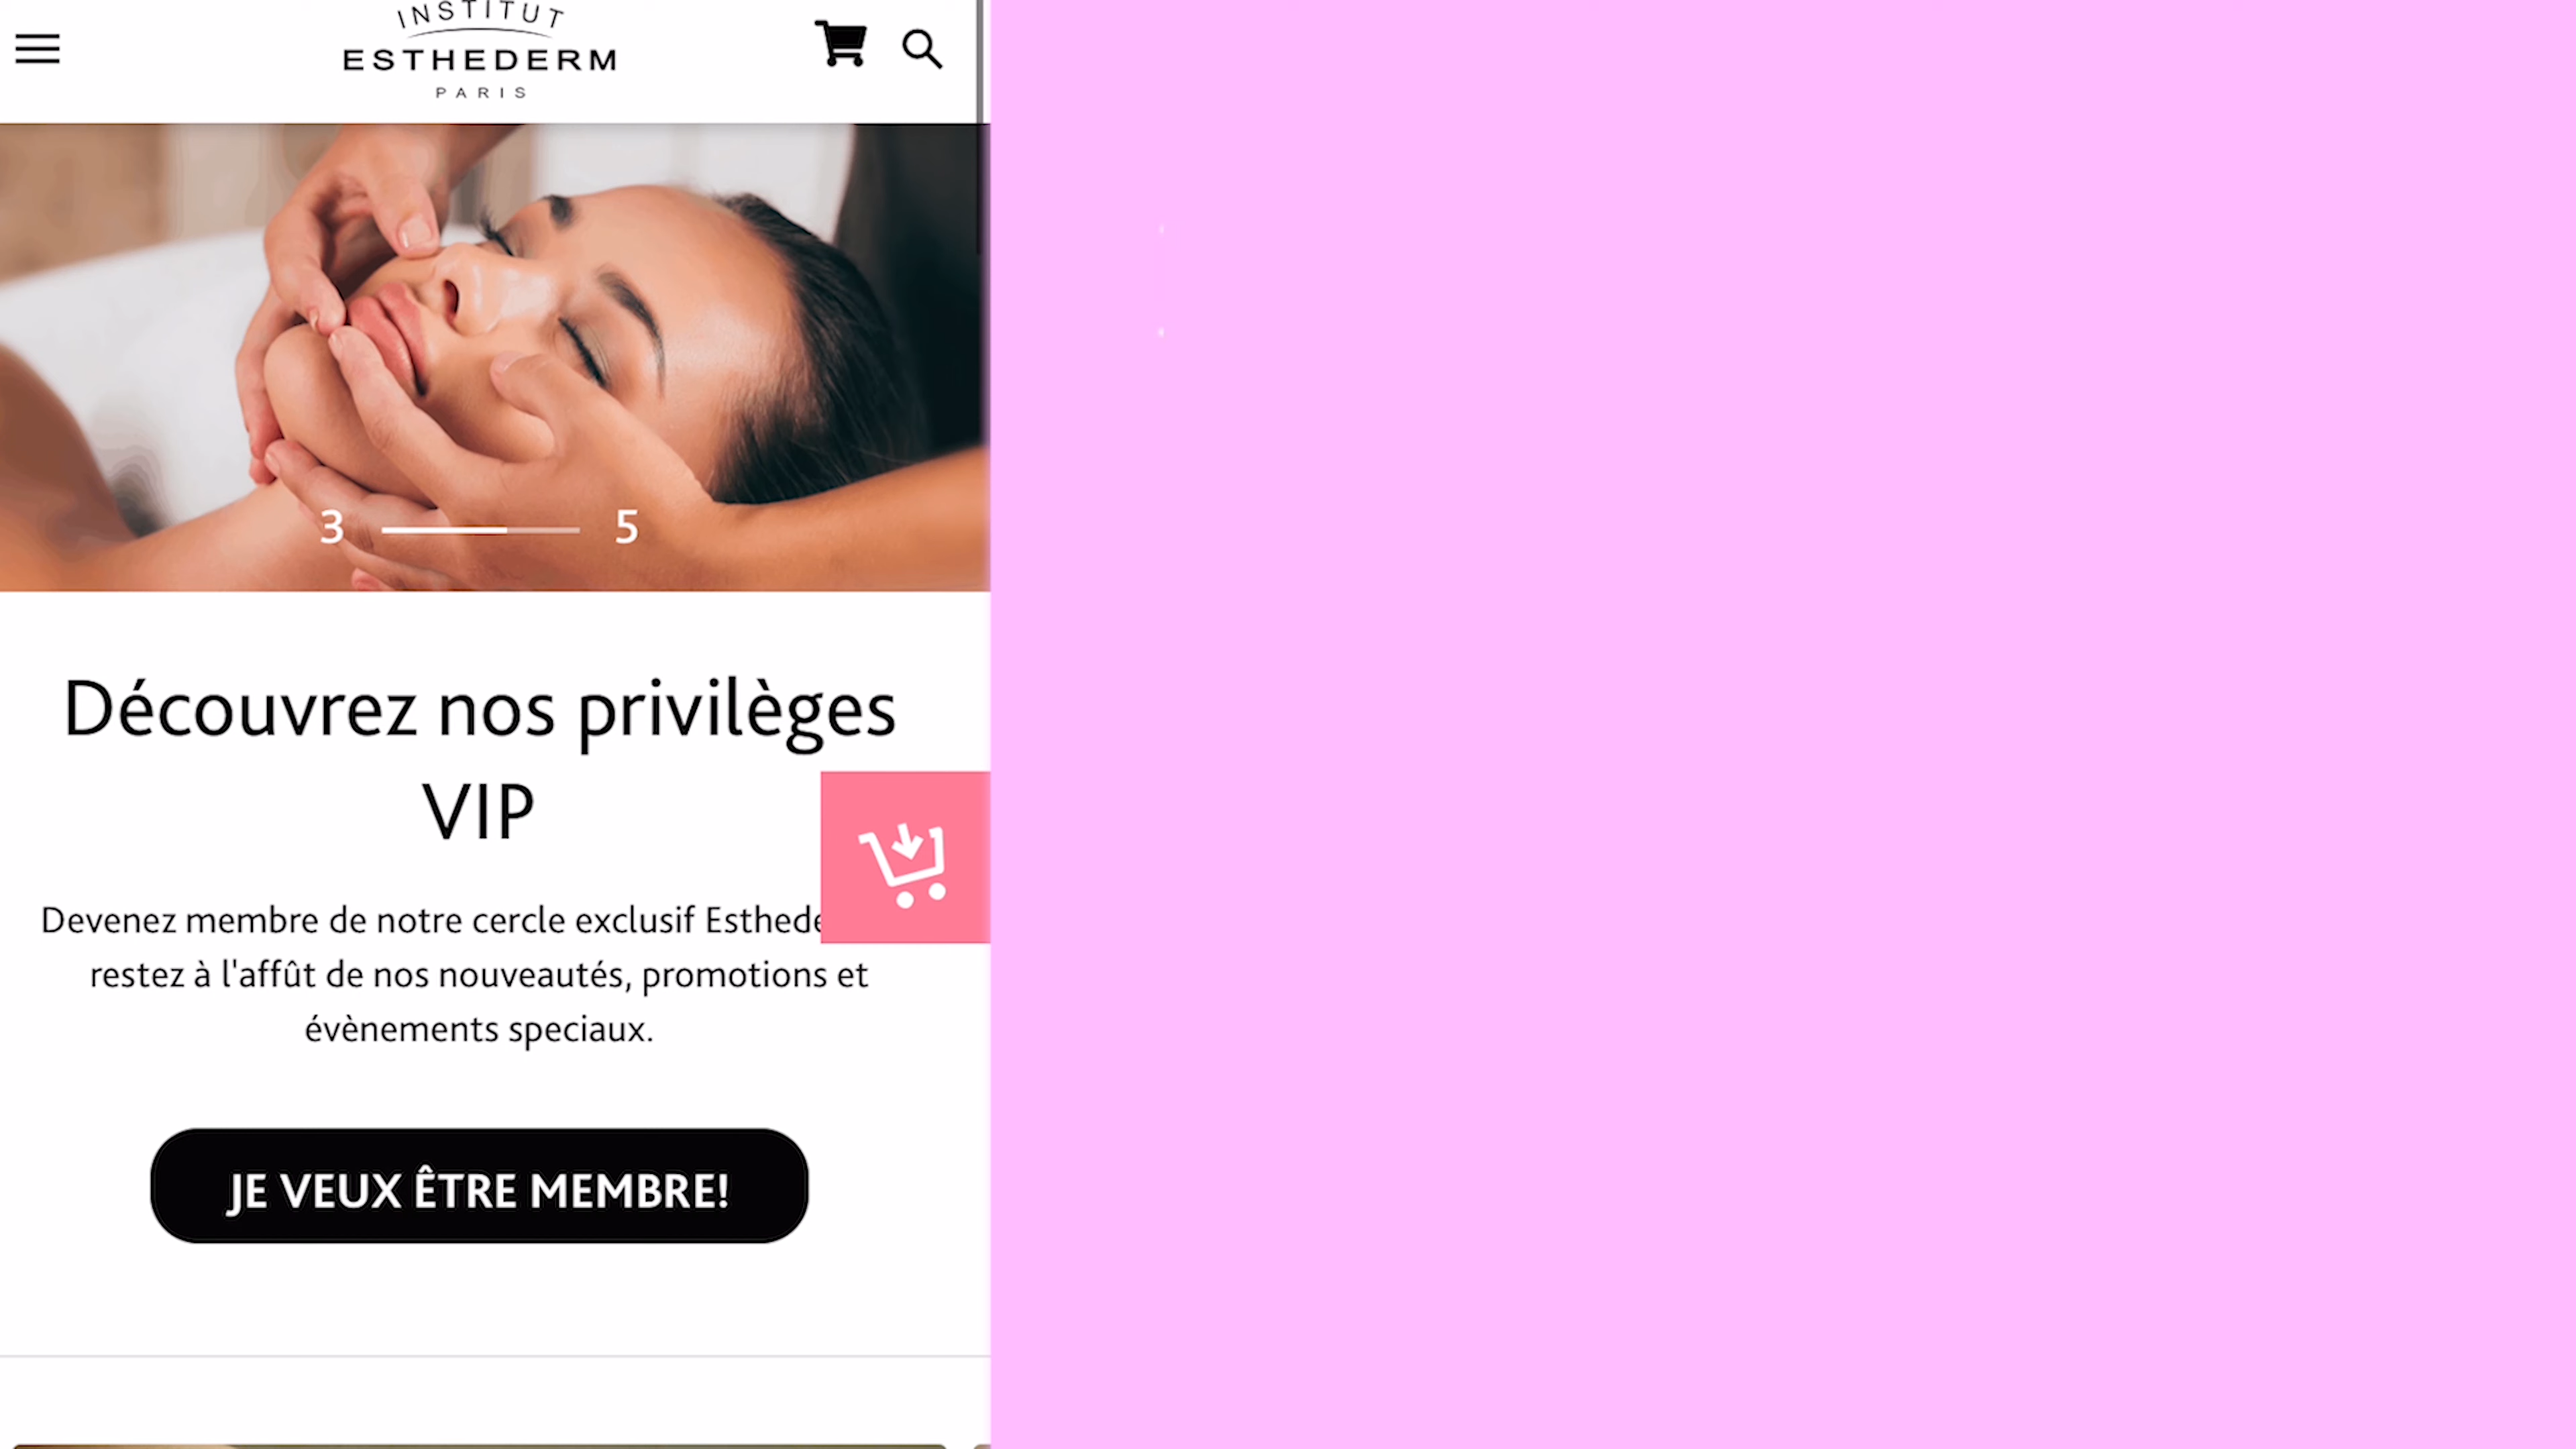 INSTITUT
ESTHEDERM
PARIS
3 5
Découvrez nos privilèges
VIP
Devenez membre de notre cercle exclusif
restez à l'affût de nos nouveautés, promotions et
évènements speciaux.
JE VEUX ÊTRE MEMBRE!